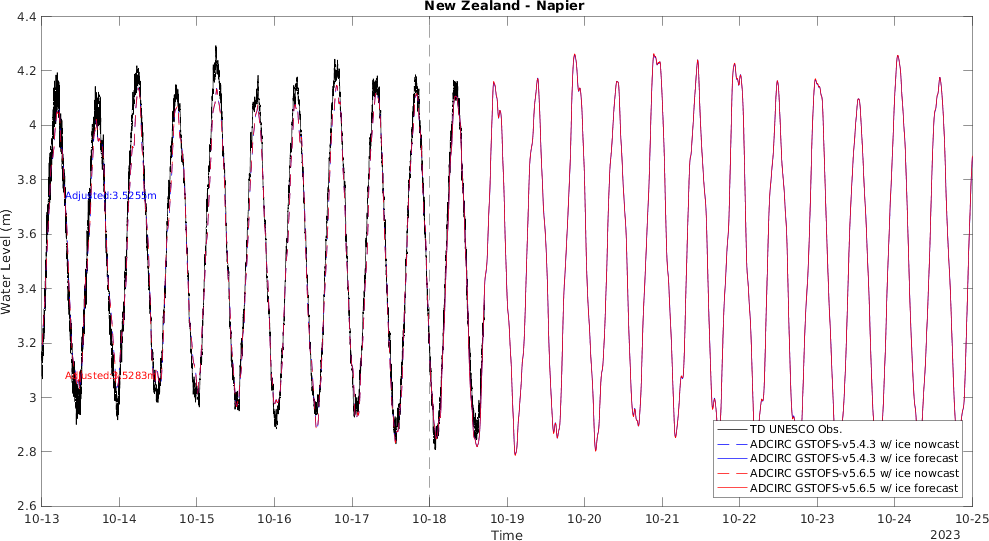 New Zealand - Napier
4.4
4.2
4
3.8
3.6
3.4
3.2
3
2.8
2.6
Water Level (m)
Adjusted:3.5255m
Adjusted:3.5283m
TD UNESCO Obs.
ADCIRC GSTOFS-v5.4.3 w/ ice nowcast
ADCIRC GSTOFS-v5.4.3 w/ ice forecast
ADCIRC GSTOFS-v5.6.5 w/ ice nowcast
ADCIRC GSTOFS-v5.6.5 w/ ice forecast
10-13 10-14 10-15 10-16 10-17 10-18 10-19 10-20 10-21 10-22 10-23 10-24 10-25
Time
2023